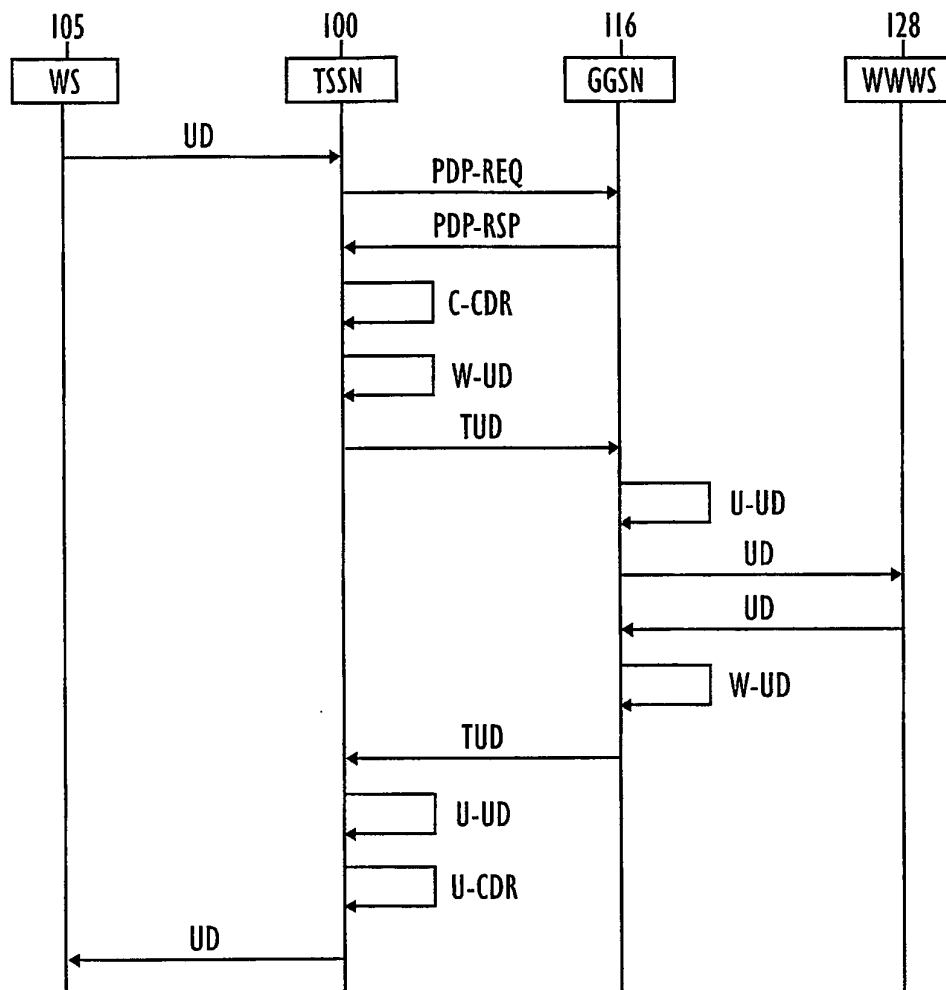 105 100 116 128
WS TSSN GGSN WWWS
UD
PDP-REQ
PDP-RSP
C-CDR
W-UD
TUD
U-UD
UD
UD
W-UD
TUD
U-UD
U-CDR
UD